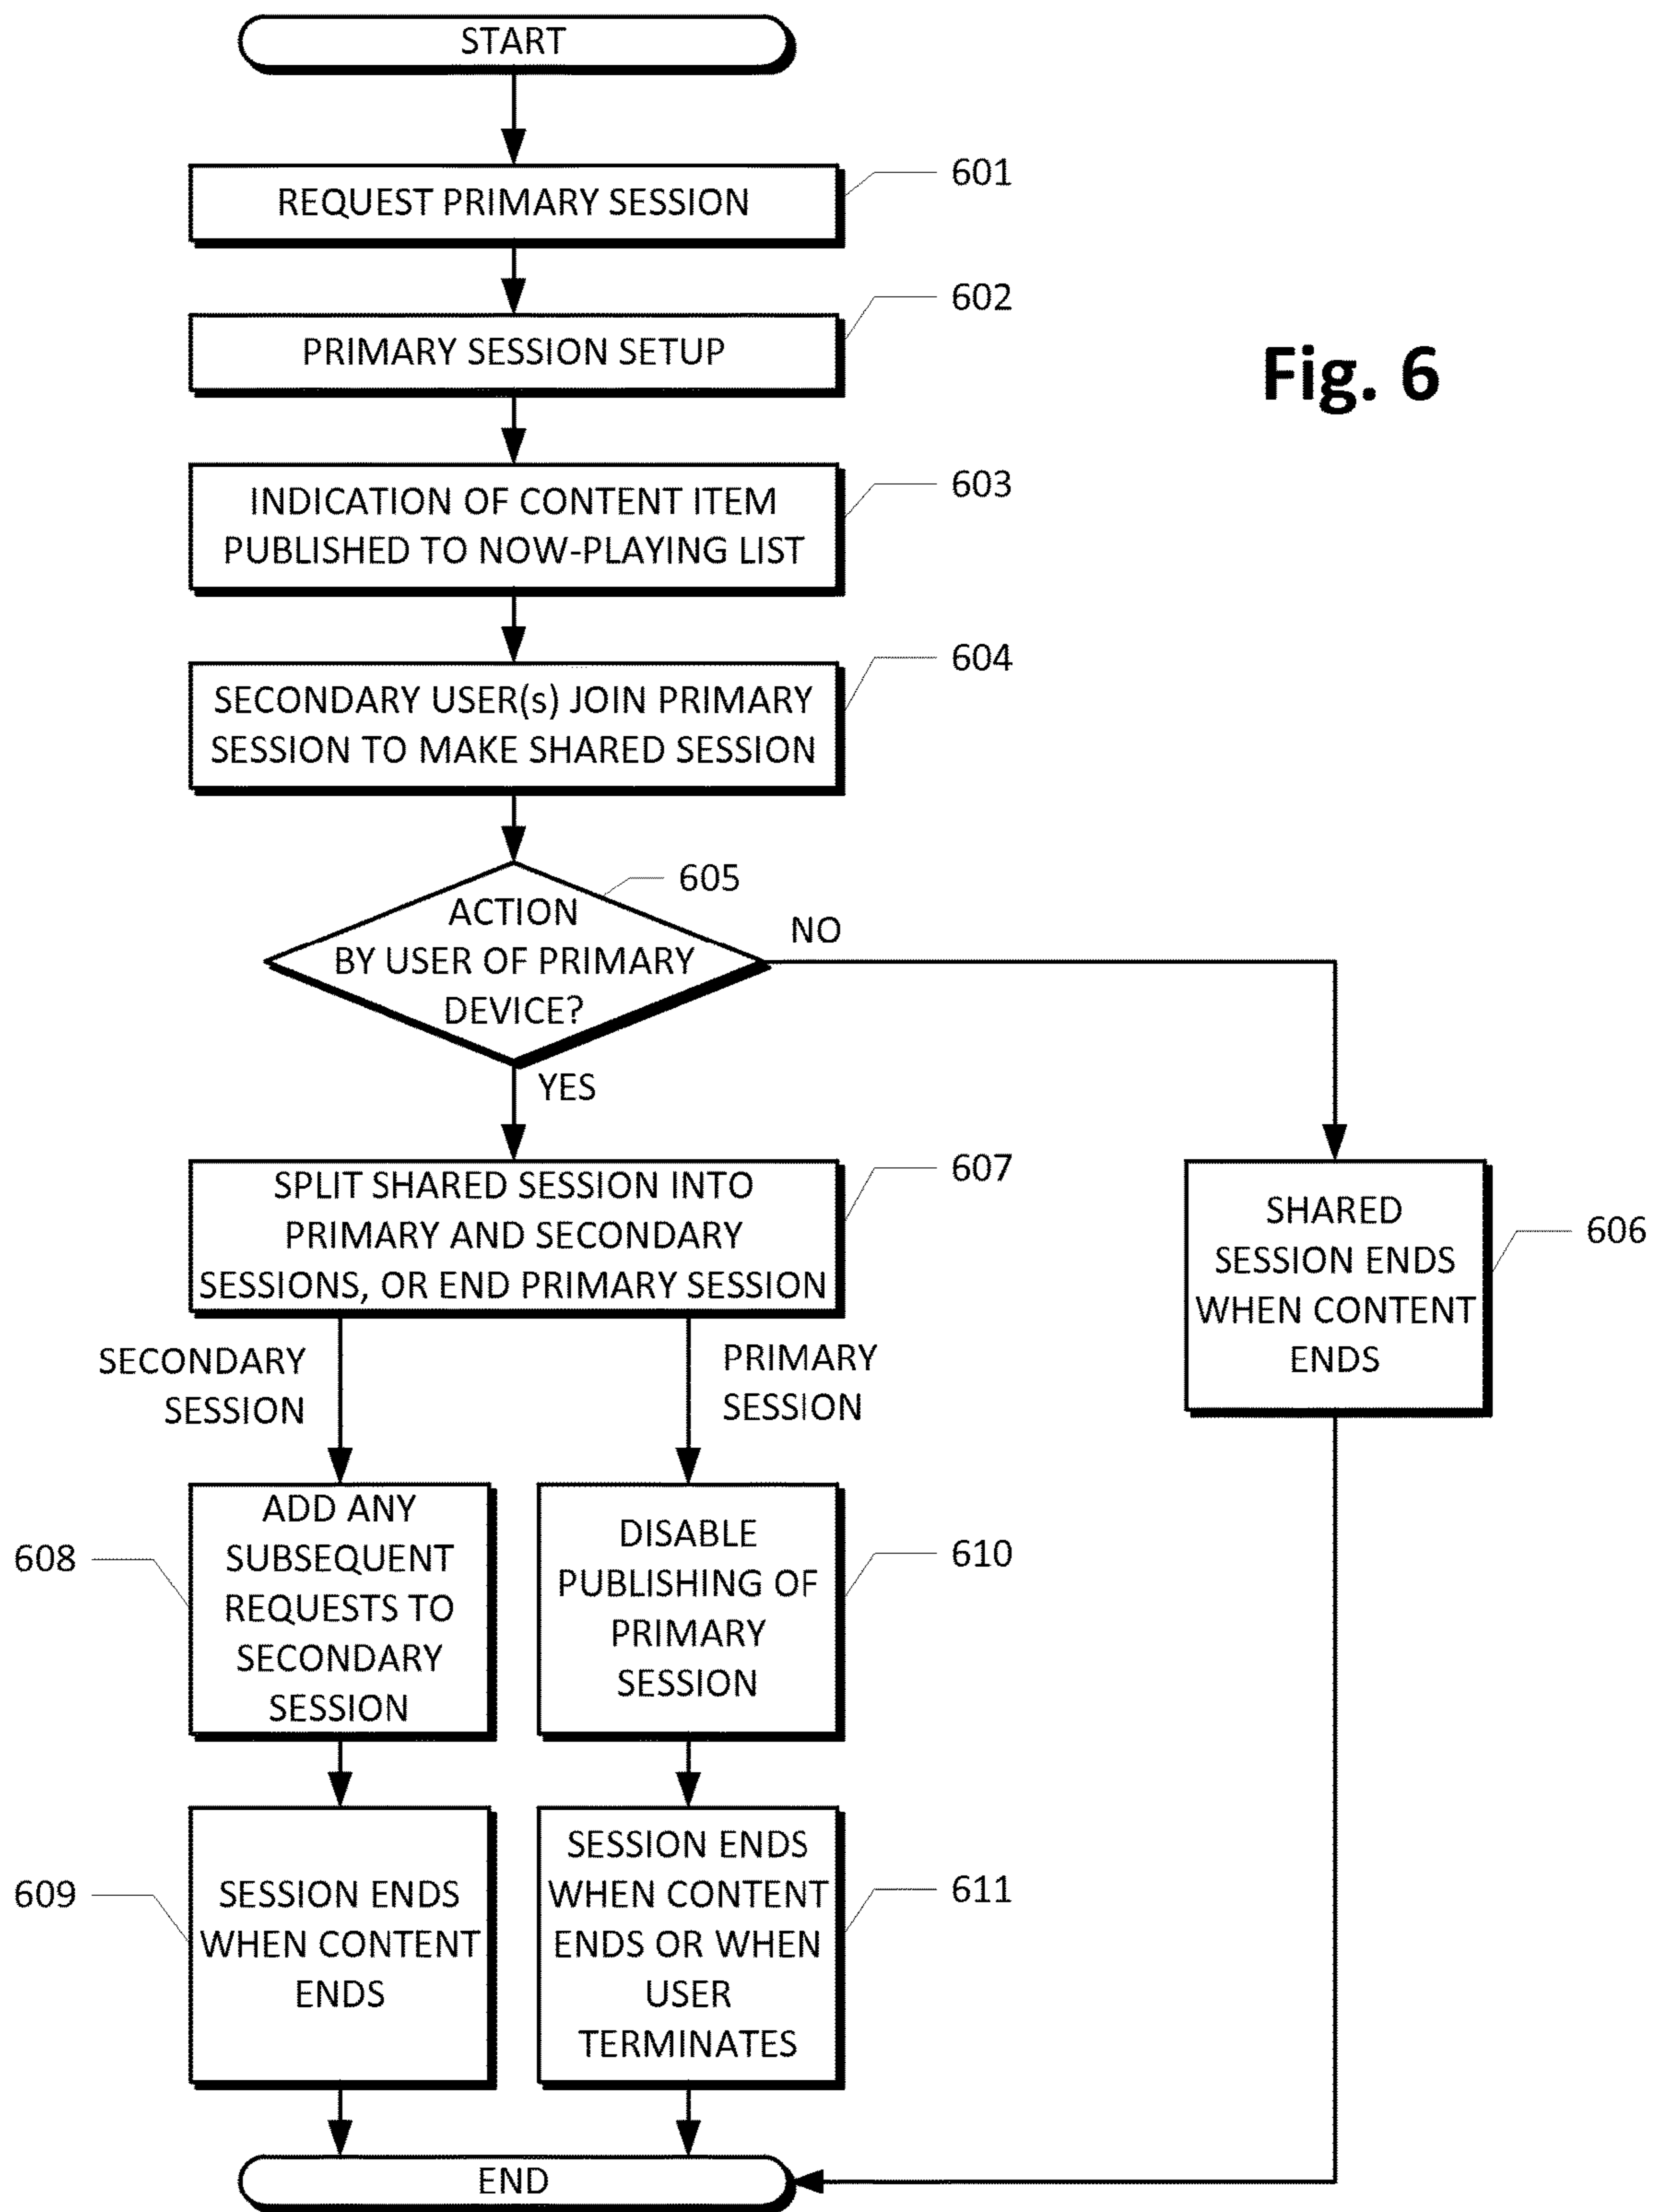 START
REQUEST PRIMARY SESSION
601
PRIMARY SESSION SETUP
602
Fig. 6
INDICATION OF CONTENT ITEM
PUBLISHED TO NOW-PLAYING LIST
603
SECONDARY USER(s) JOIN PRIMARY
SESSION TO MAKE SHARED SESSION
604
605
ACTION
BY USER OF PRIMARY
DEVICE?
NO
YES
SPLIT SHARED SESSION INTO
PRIMARY AND SECONDARY
SESSIONS, OR END PRIMARY SESSION
607
SHARED
SESSION ENDS
WHEN CONTENT
ENDS
606
SECONDARY
SESSION
PRIMARY
SESSION
608
ADD ANY
SUBSEQUENT
REQUESTS TO
SECONDARY
SESSION
DISABLE
PUBLISHING OF
PRIMARY
SESSION
610
609
SESSION ENDS
WHEN CONTENT
ENDS
SESSION ENDS
WHEN CONTENT
ENDS OR WHEN
USER
TERMINATES
611
END